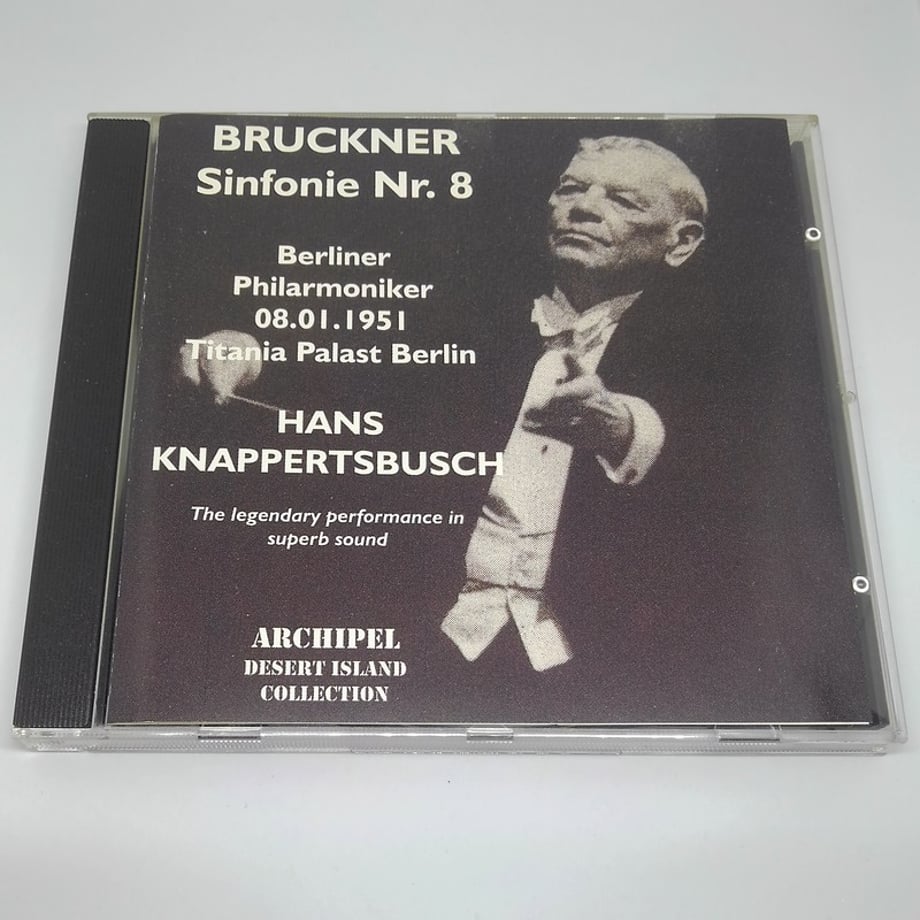 BRUCKNER
Sinfonie Nr. 8
Berliner
Philarmoniker
08.01.1951
Titania Palast Berlin
HANS
KNAPPERTSBUSCH
The legendary performance in
superb sound
ARCHIPEL
DESERT ISLAND
COLLECTION